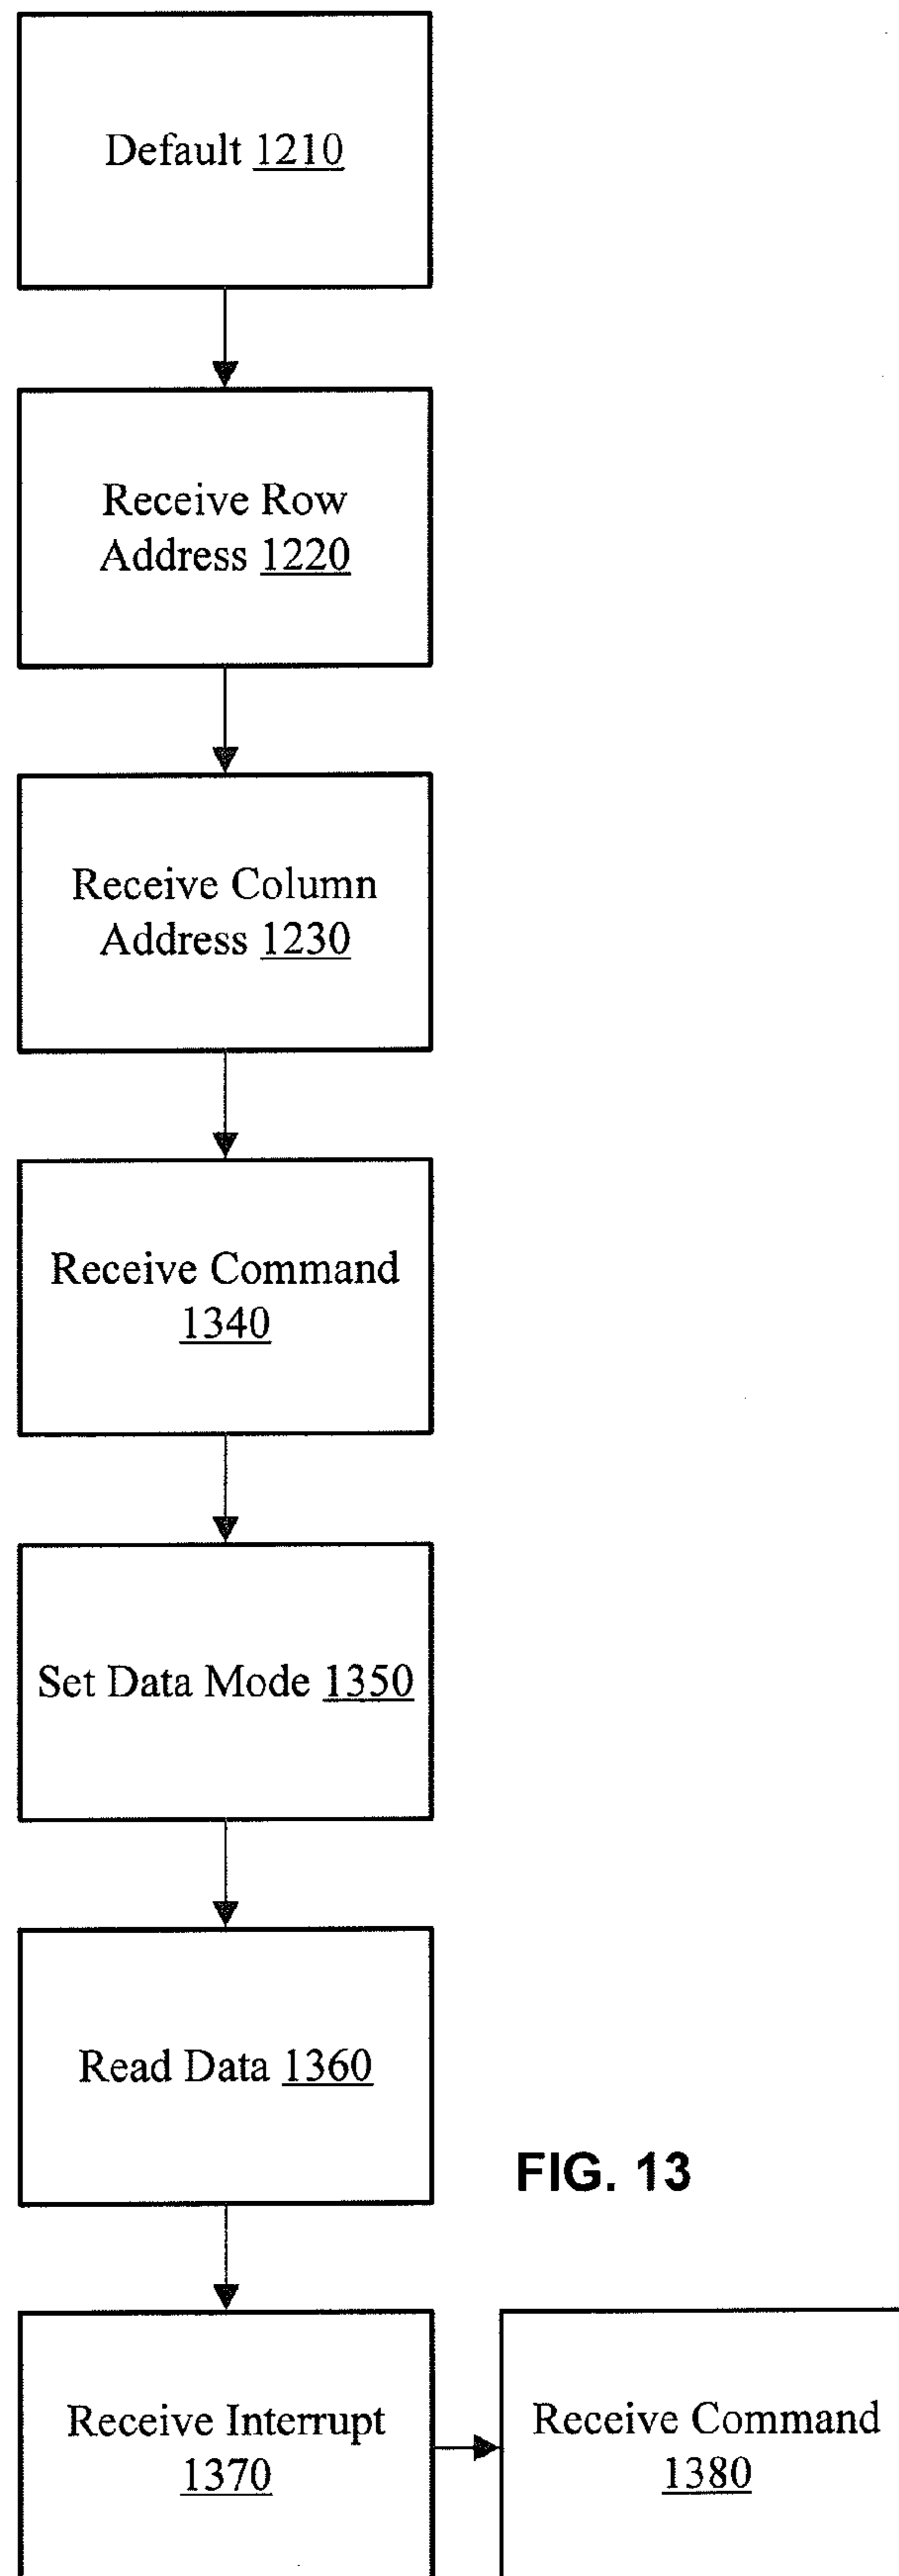 Default 1210
Receive Row
Address 1220
Receive Column
Address 1230
Receive Command
1340
Set Data Mode 1350
Read Data 1360
FIG. 13
Receive Interrupt
1370
Receive Command
1380